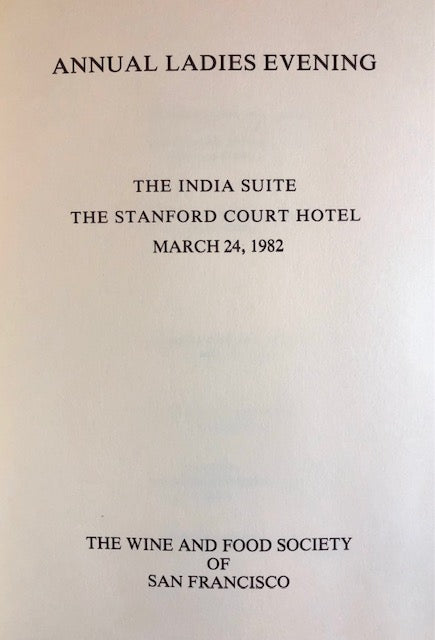 ANNUAL LADIES EVENING
THE INDIA SUITE
THE STANFORD COURT HOTEL
MARCH 24, 1982
THE WINE AND FOOD SOCIETY
OF
SAN FRANCISCO